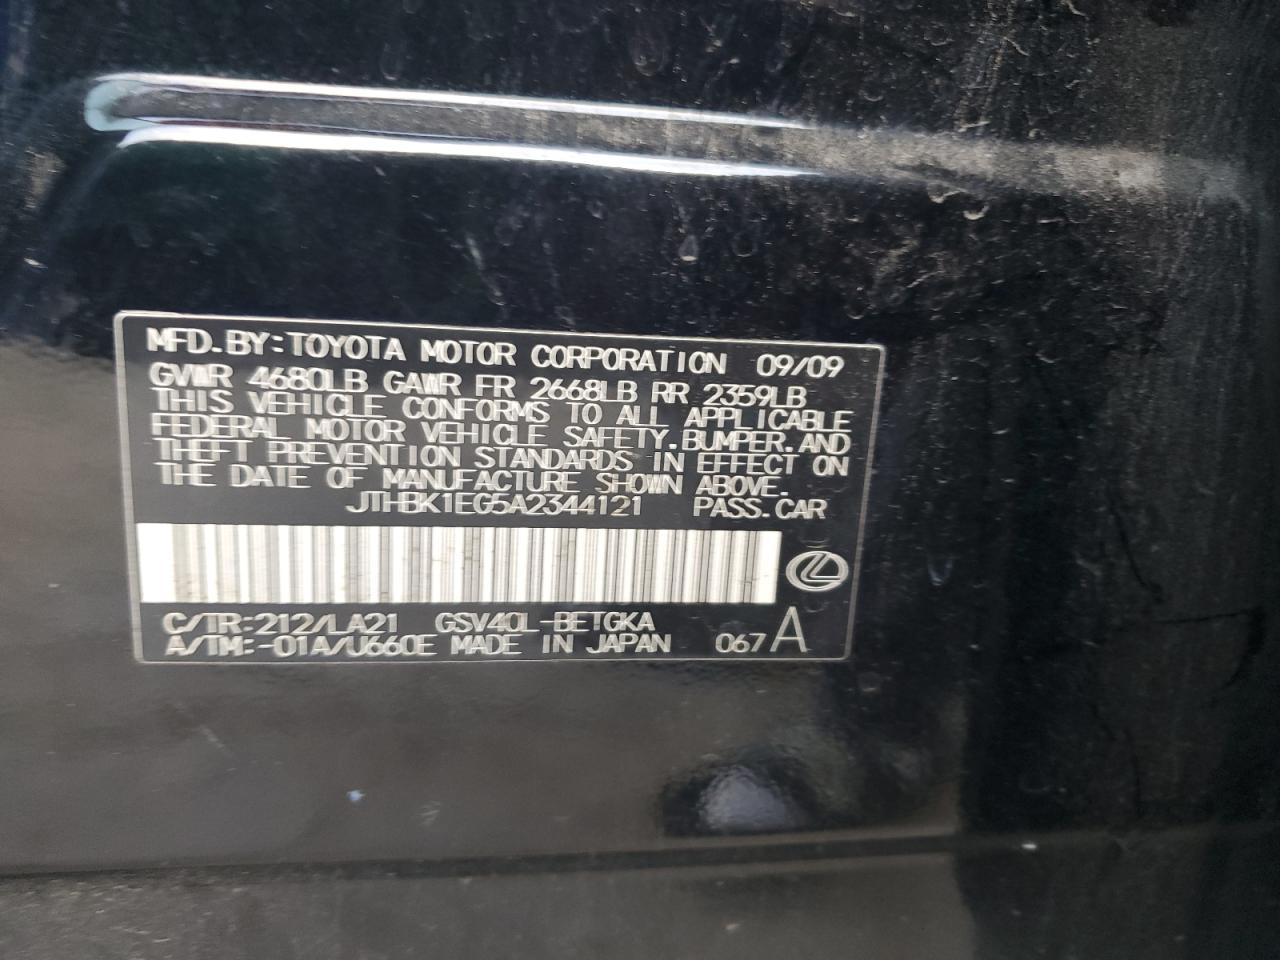 MFD.BY:TOYOTA MOTOR CORPORATION 09/09
GVWR 4680LB GAWR FR 2668LB RR 2359LB
THIS VEHICLE CONFORMS TO ALL APPLICABLE
FEDERAL MOTOR VEHICLE SAFETY,BUMPER,AND
THEFT PREVENTION STANDARDS IN EFFECT ON
THE DATE OF MANUFACTURE SHOWN ABOVE.
JTHBK1EG5A2344121 PASS.CAR
C/TR:212/LA21 GSV40L-BETGKA
A/TM:-01A/U660E MADE IN JAPAN 067 A